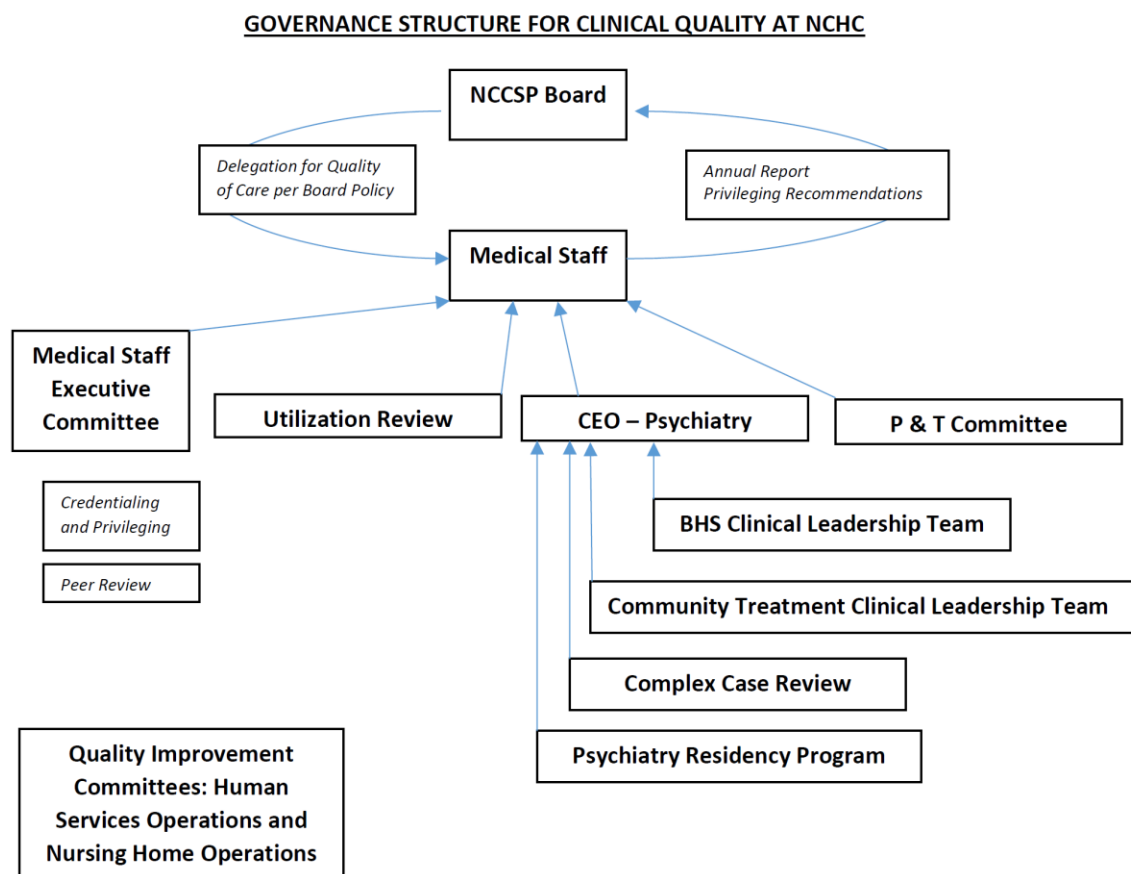 GOVERNANCE STRUCTURE FOR CLINICAL QUALITY AT NCHC
NCCSP Board
Delegation for Quality
of Care per Board Policy
Annual Report
Privileging Recommendations
Medical Staff
Medical Staff
Executive
Committee
Utilization Review
CEO – Psychiatry
P & T Committee
Credentialing
and Privileging
Peer Review
BHS Clinical Leadership Team
Community Treatment Clinical Leadership Team
Complex Case Review
Psychiatry Residency Program
Quality Improvement
Committees: Human
Services Operations and
Nursing Home Operations